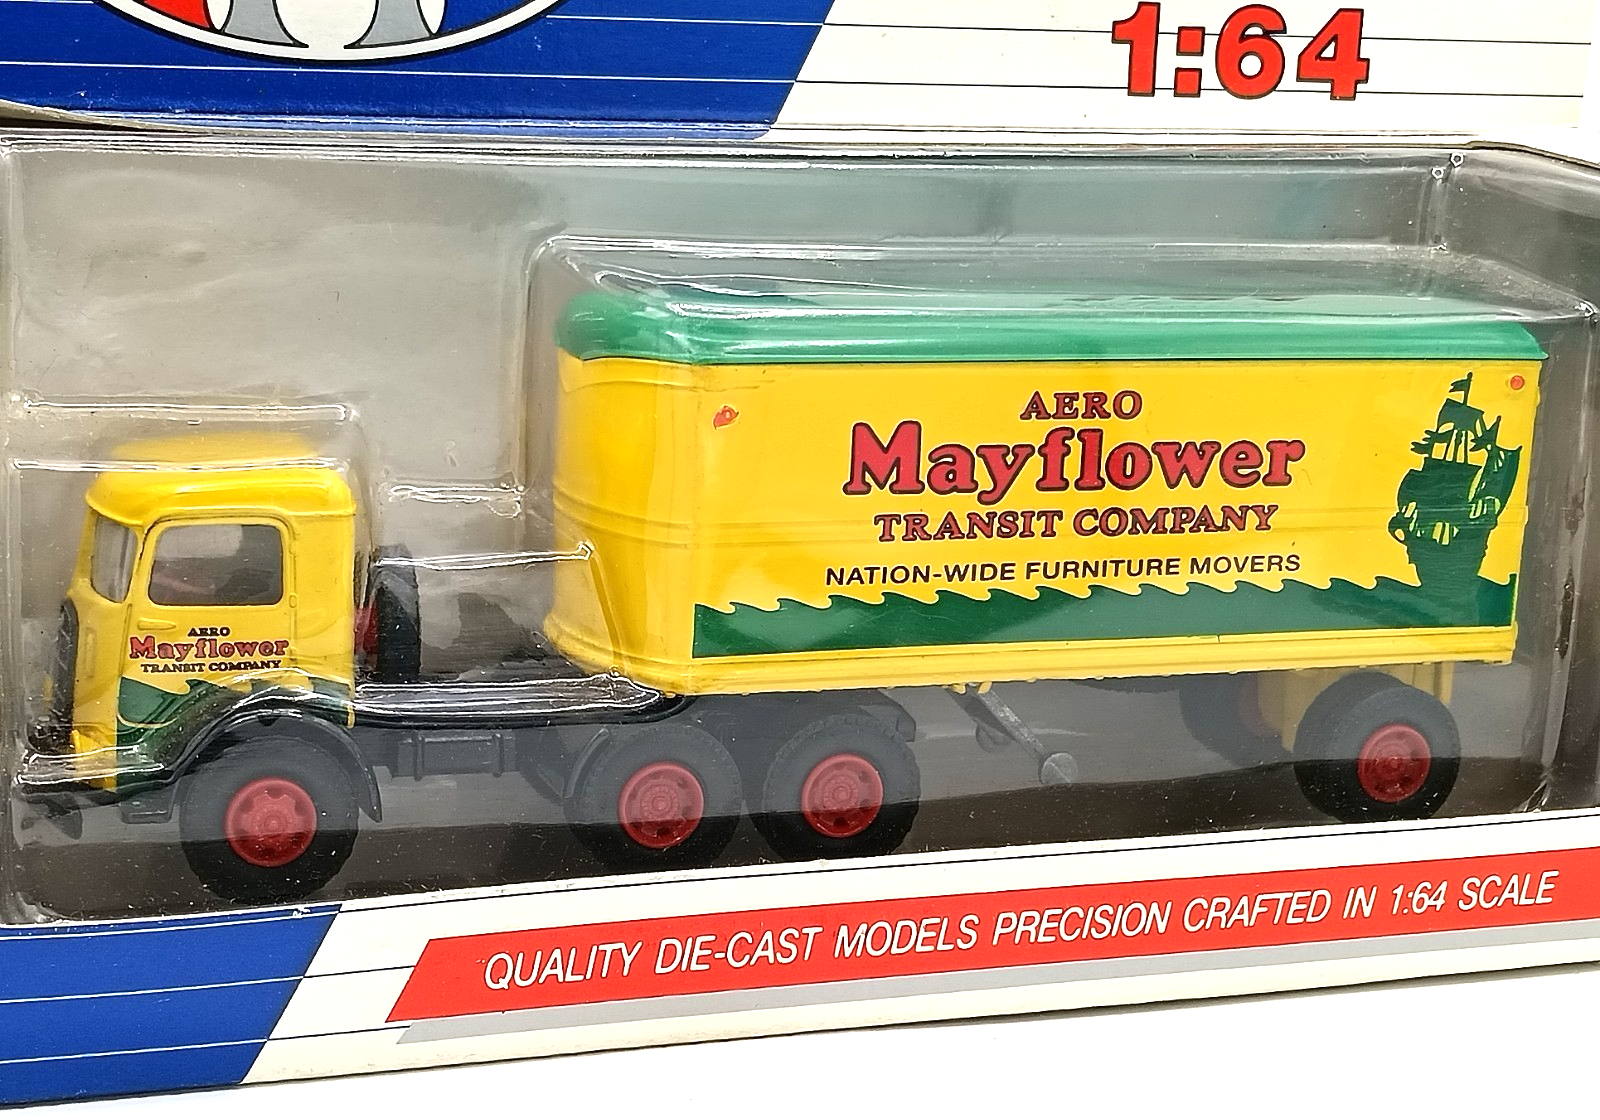 1:64
AERO
Mayflower
TRANSIT COMPANY
NATION-WIDE FURNITURE MOVERS
AERO
Mayflower
TRANSIT COMPANY
QUALITY DIE-CAST MODELS PRECISION CRAFTED IN 1:64 SCALE